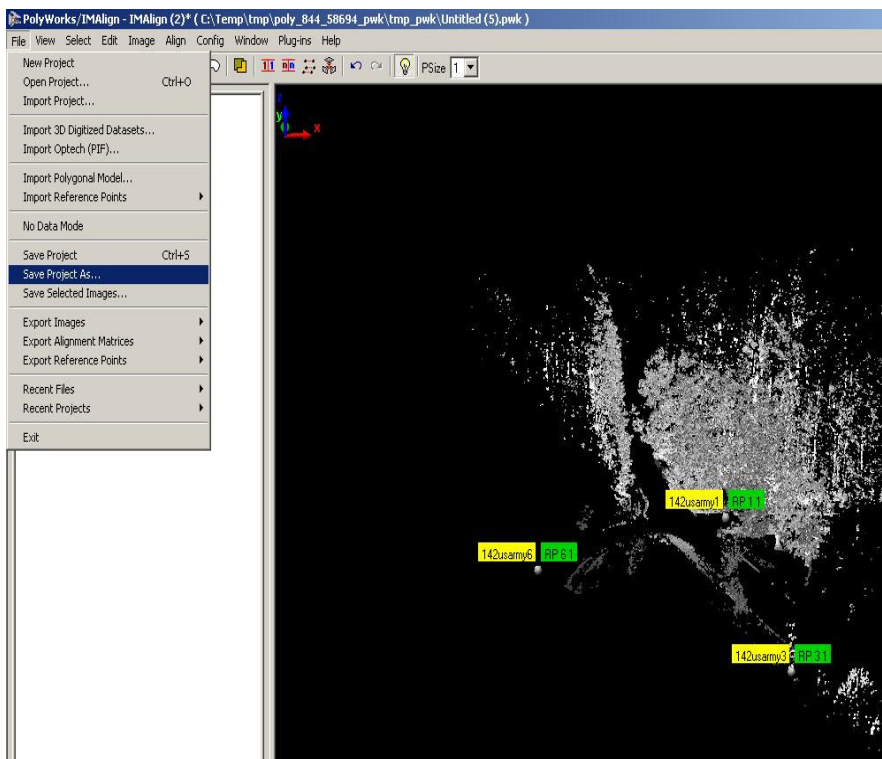 PolyWorks/IMAlign - IMAlign (2)* ( C:\Temp\tmp\poly_844_58694_pwk\tmp_pwk\Untitled (5).pwk )
File View Select Edit Image Align Config Window Plug-ins Help
New Project
Open Project... Ctrl+O
Import Project...
Import 3D Digitized Datasets...
Import Optech (PIF)...
Import Polygonal Model...
Import Reference Points
No Data Mode
Save Project Ctrl+S
Save Project As...
Save Selected Images...
Export Images
Export Alignment Matrices
Export Reference Points
Recent Files
Recent Projects
Exit
PSize 1
y
x
142usarmy1 RP 1 1
142usarmy6 RP 6 1
142usarmy3 RP 3 1